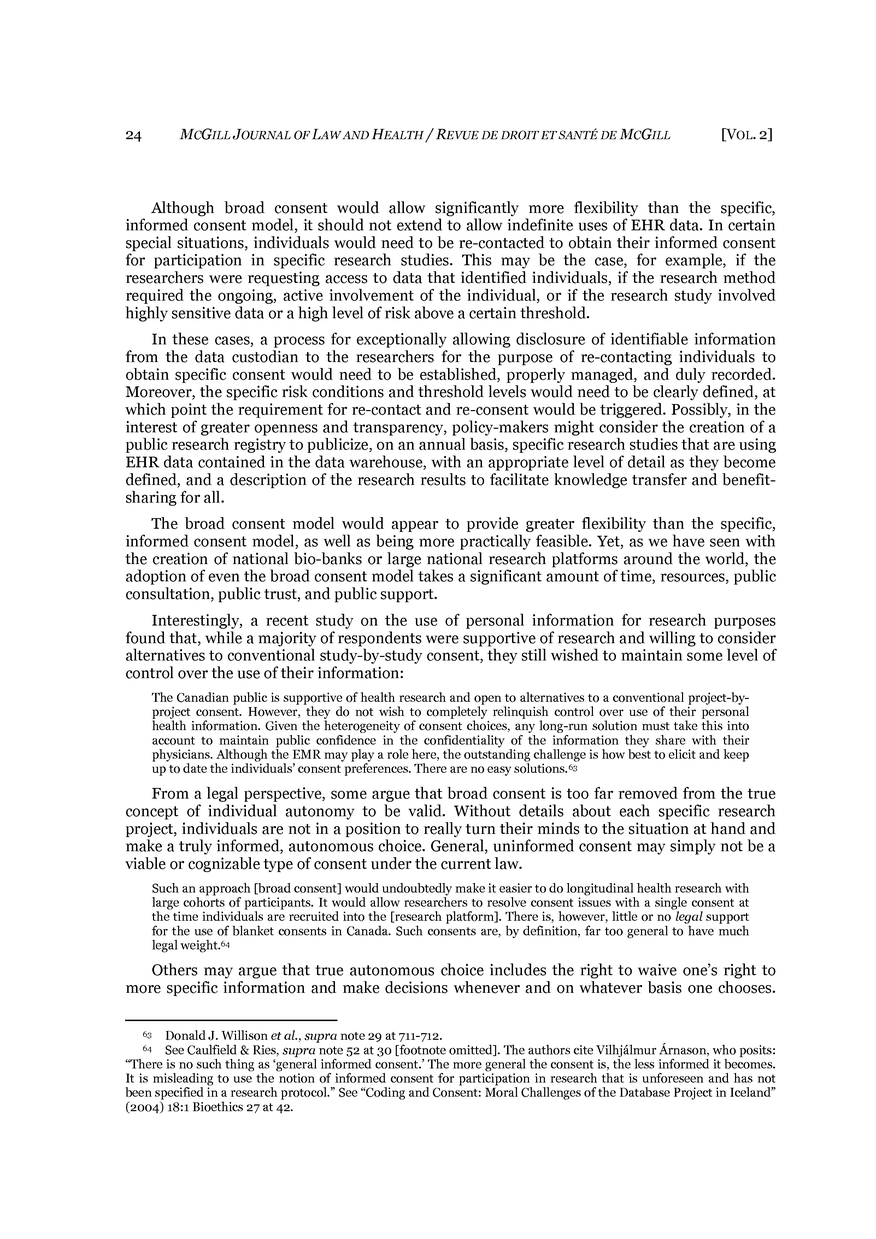 24 MCGILL JOURNAL OF LAW AND HEALTH / REVUE DE DROIT ET SANTÉ DE MCGILL [VOL. 2]
Although broad consent would allow significantly more flexibility than the specific,
informed consent model, it should not extend to allow indefinite uses of EHR data. In certain
special situations, individuals would need to be re-contacted to obtain their informed consent
for participation in specific research studies. This may be the case, for example, if the
researchers were requesting access to data that identified individuals, if the research method
required the ongoing, active involvement of the individual, or if the research study involved
highly sensitive data or a high level of risk above a certain threshold.
In these cases, a process for exceptionally allowing disclosure of identifiable information
from the data custodian to the researchers for the purpose of re-contacting individuals to
obtain specific consent would need to be established, properly managed, and duly recorded.
Moreover, the specific risk conditions and threshold levels would need to be clearly defined, at
which point the requirement for re-contact and re-consent would be triggered. Possibly, in the
interest of greater openness and transparency, policy-makers might consider the creation of a
public research registry to publicize, on an annual basis, specific research studies that are using
EHR data contained in the data warehouse, with an appropriate level of detail as they become
defined, and a description of the research results to facilitate knowledge transfer and benefit-
sharing for all.
The broad consent model would appear to provide greater flexibility than the specific,
informed consent model, as well as being more practically feasible. Yet, as we have seen with
the creation of national bio-banks or large national research platforms around the world, the
adoption of even the broad consent model takes a significant amount of time, resources, public
consultation, public trust, and public support.
Interestingly, a recent study on the use of personal information for research purposes
found that, while a majority of respondents were supportive of research and willing to consider
alternatives to conventional study-by-study consent, they still wished to maintain some level of
control over the use of their information:
The Canadian public is supportive of health research and open to alternatives to a conventional project-by-
project consent. However, they do not wish to completely relinquish control over use of their personal
health information. Given the heterogeneity of consent choices, any long-run solution must take this into
account to maintain public confidence in the confidentiality of the information they share with their
physicians. Although the EMR may play a role here, the outstanding challenge is how best to elicit and keep
up to date the individuals’ consent preferences. There are no easy solutions.63
From a legal perspective, some argue that broad consent is too far removed from the true
concept of individual autonomy to be valid. Without details about each specific research
project, individuals are not in a position to really turn their minds to the situation at hand and
make a truly informed, autonomous choice. General, uninformed consent may simply not be a
viable or cognizable type of consent under the current law.
Such an approach [broad consent] would undoubtedly make it easier to do longitudinal health research with
large cohorts of participants. It would allow researchers to resolve consent issues with a single consent at
the time individuals are recruited into the [research platform]. There is, however, little or no legal support
for the use of blanket consents in Canada. Such consents are, by definition, far too general to have much
legal weight.64
Others may argue that true autonomous choice includes the right to waive one’s right to
more specific information and make decisions whenever and on whatever basis one chooses.
63 Donald J. Willison et al., supra note 29 at 711-712.
64 See Caulfield & Ries, supra note 52 at 30 [footnote omitted]. The authors cite Vilhjálmur Árnason, who posits:
“There is no such thing as ‘general informed consent.’ The more general the consent is, the less informed it becomes.
It is misleading to use the notion of informed consent for participation in research that is unforeseen and has not
been specified in a research protocol.” See “Coding and Consent: Moral Challenges of the Database Project in Iceland”
(2004) 18:1 Bioethics 27 at 42.